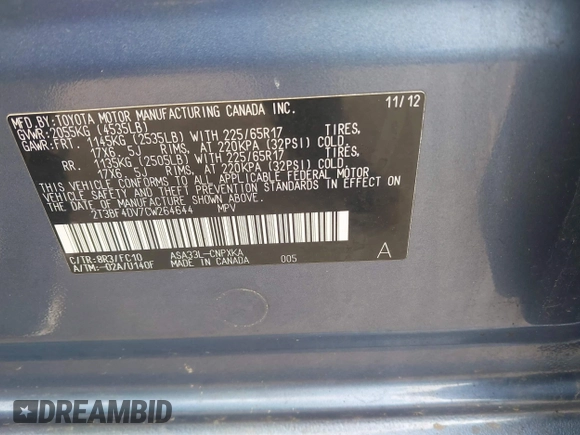 MFD.BY:TOYOTA MOTOR MANUFACTURING CANADA INC. 11/12
GVWR:2055KG (4535LB)
GAWR:FRT. 1145KG (2535LB) WITH 225/65R17 TIRES,
17X6.5J RIMS, AT 220KPA (32PSI) COLD.
RR. 1135KG (2505LB) WITH 225/65R17 TIRES,
17X6.5J RIMS, AT 220KPA (32PSI) COLD.
THIS VEHICLE CONFORMS TO ALL APPLICABLE FEDERAL MOTOR
VEHICLE SAFETY AND THEFT PREVENTION STANDARDS IN EFFECT ON
THE DATE OF MANUFACTURE SHOWN ABOVE.
2T3BF4DV7CW264644 MPV
C/TR:8R3/FC10 ASA33L-CNPXKA A
A/TM:-02A/U140F MADE IN CANADA 005
DREAMBID